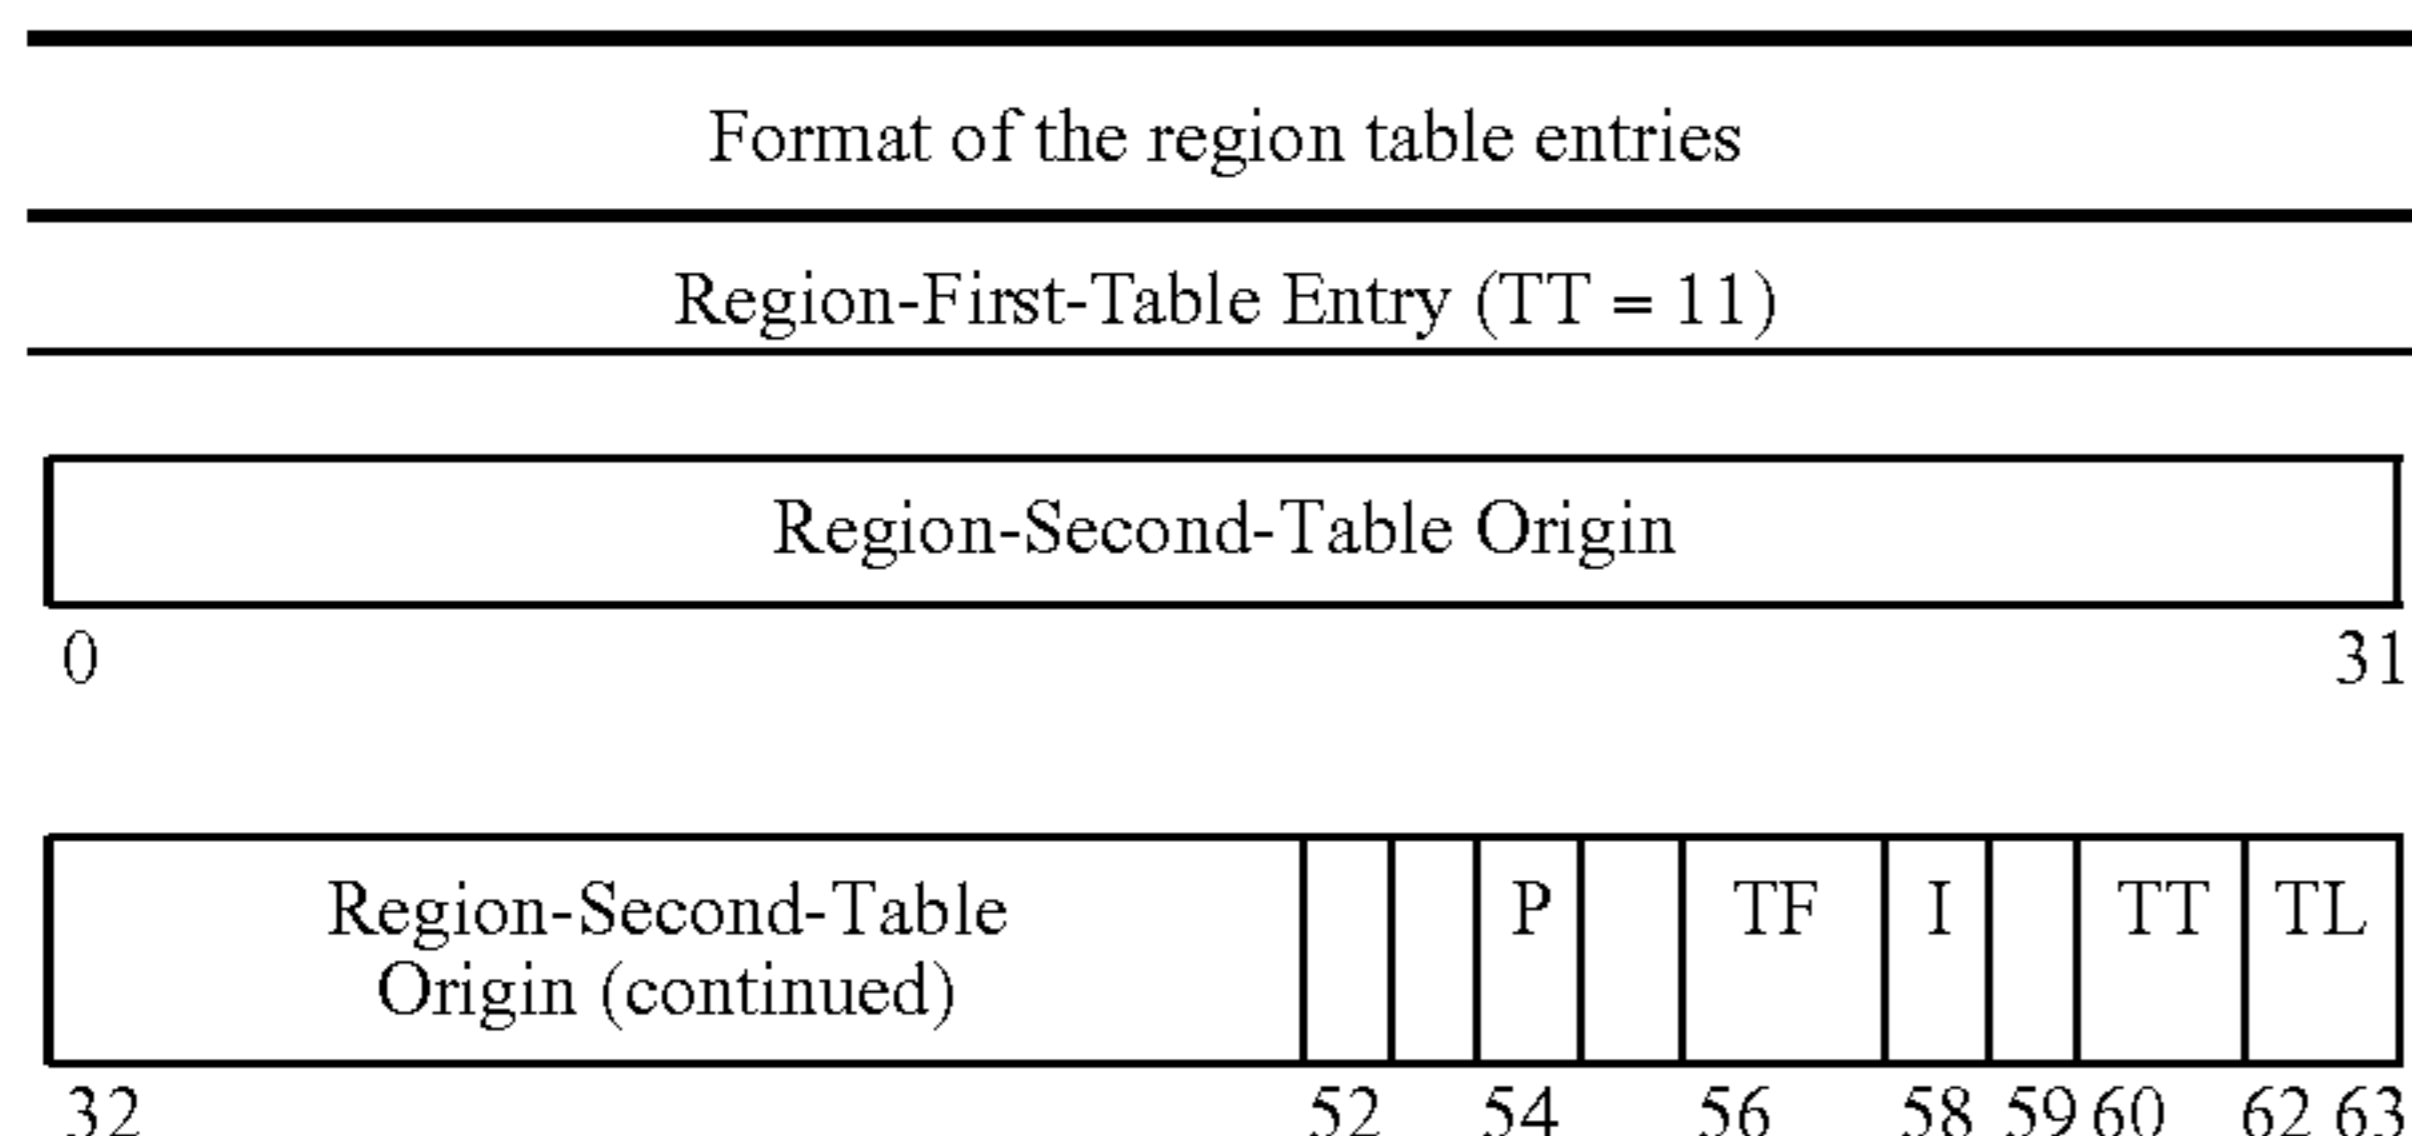 Format of the region table entries
Region-First-Table Entry (TT = 11)
Region-Second-Table Origin
0 31
Region-Second-Table
Origin (continued)
P TF I TT TL
32 52 54 56 58 59 60 62 63